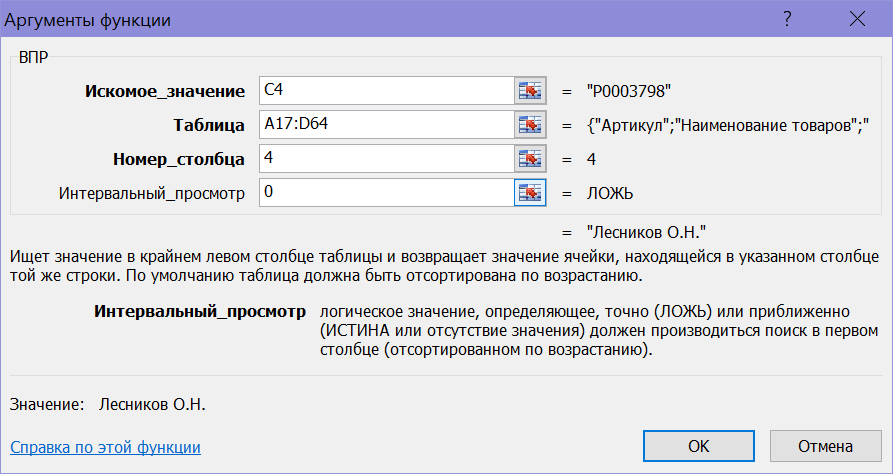 Аргументы функции
ВПР
Искомое_значение C4 = "P0003798"
Таблица A17:D64 = {"Артикул";"Наименование товаров";"
Номер_столбца 4 = 4
Интервальный_просмотр 0 = ЛОЖЬ
= "Лесников О.Н."
Ищет значение в крайнем левом столбце таблицы и возвращает значение ячейки, находящейся в указанном столбце
той же строки. По умолчанию таблица должна быть отсортирована по возрастанию.
Интервальный_просмотр логическое значение, определяющее, точно (ЛОЖЬ) или приближенно
(ИСТИНА или отсутствие значения) должен производиться поиск в первом
столбце (отсортированном по возрастанию).
Значение: Лесников О.Н.
Справка по этой функции
OK
Отмена